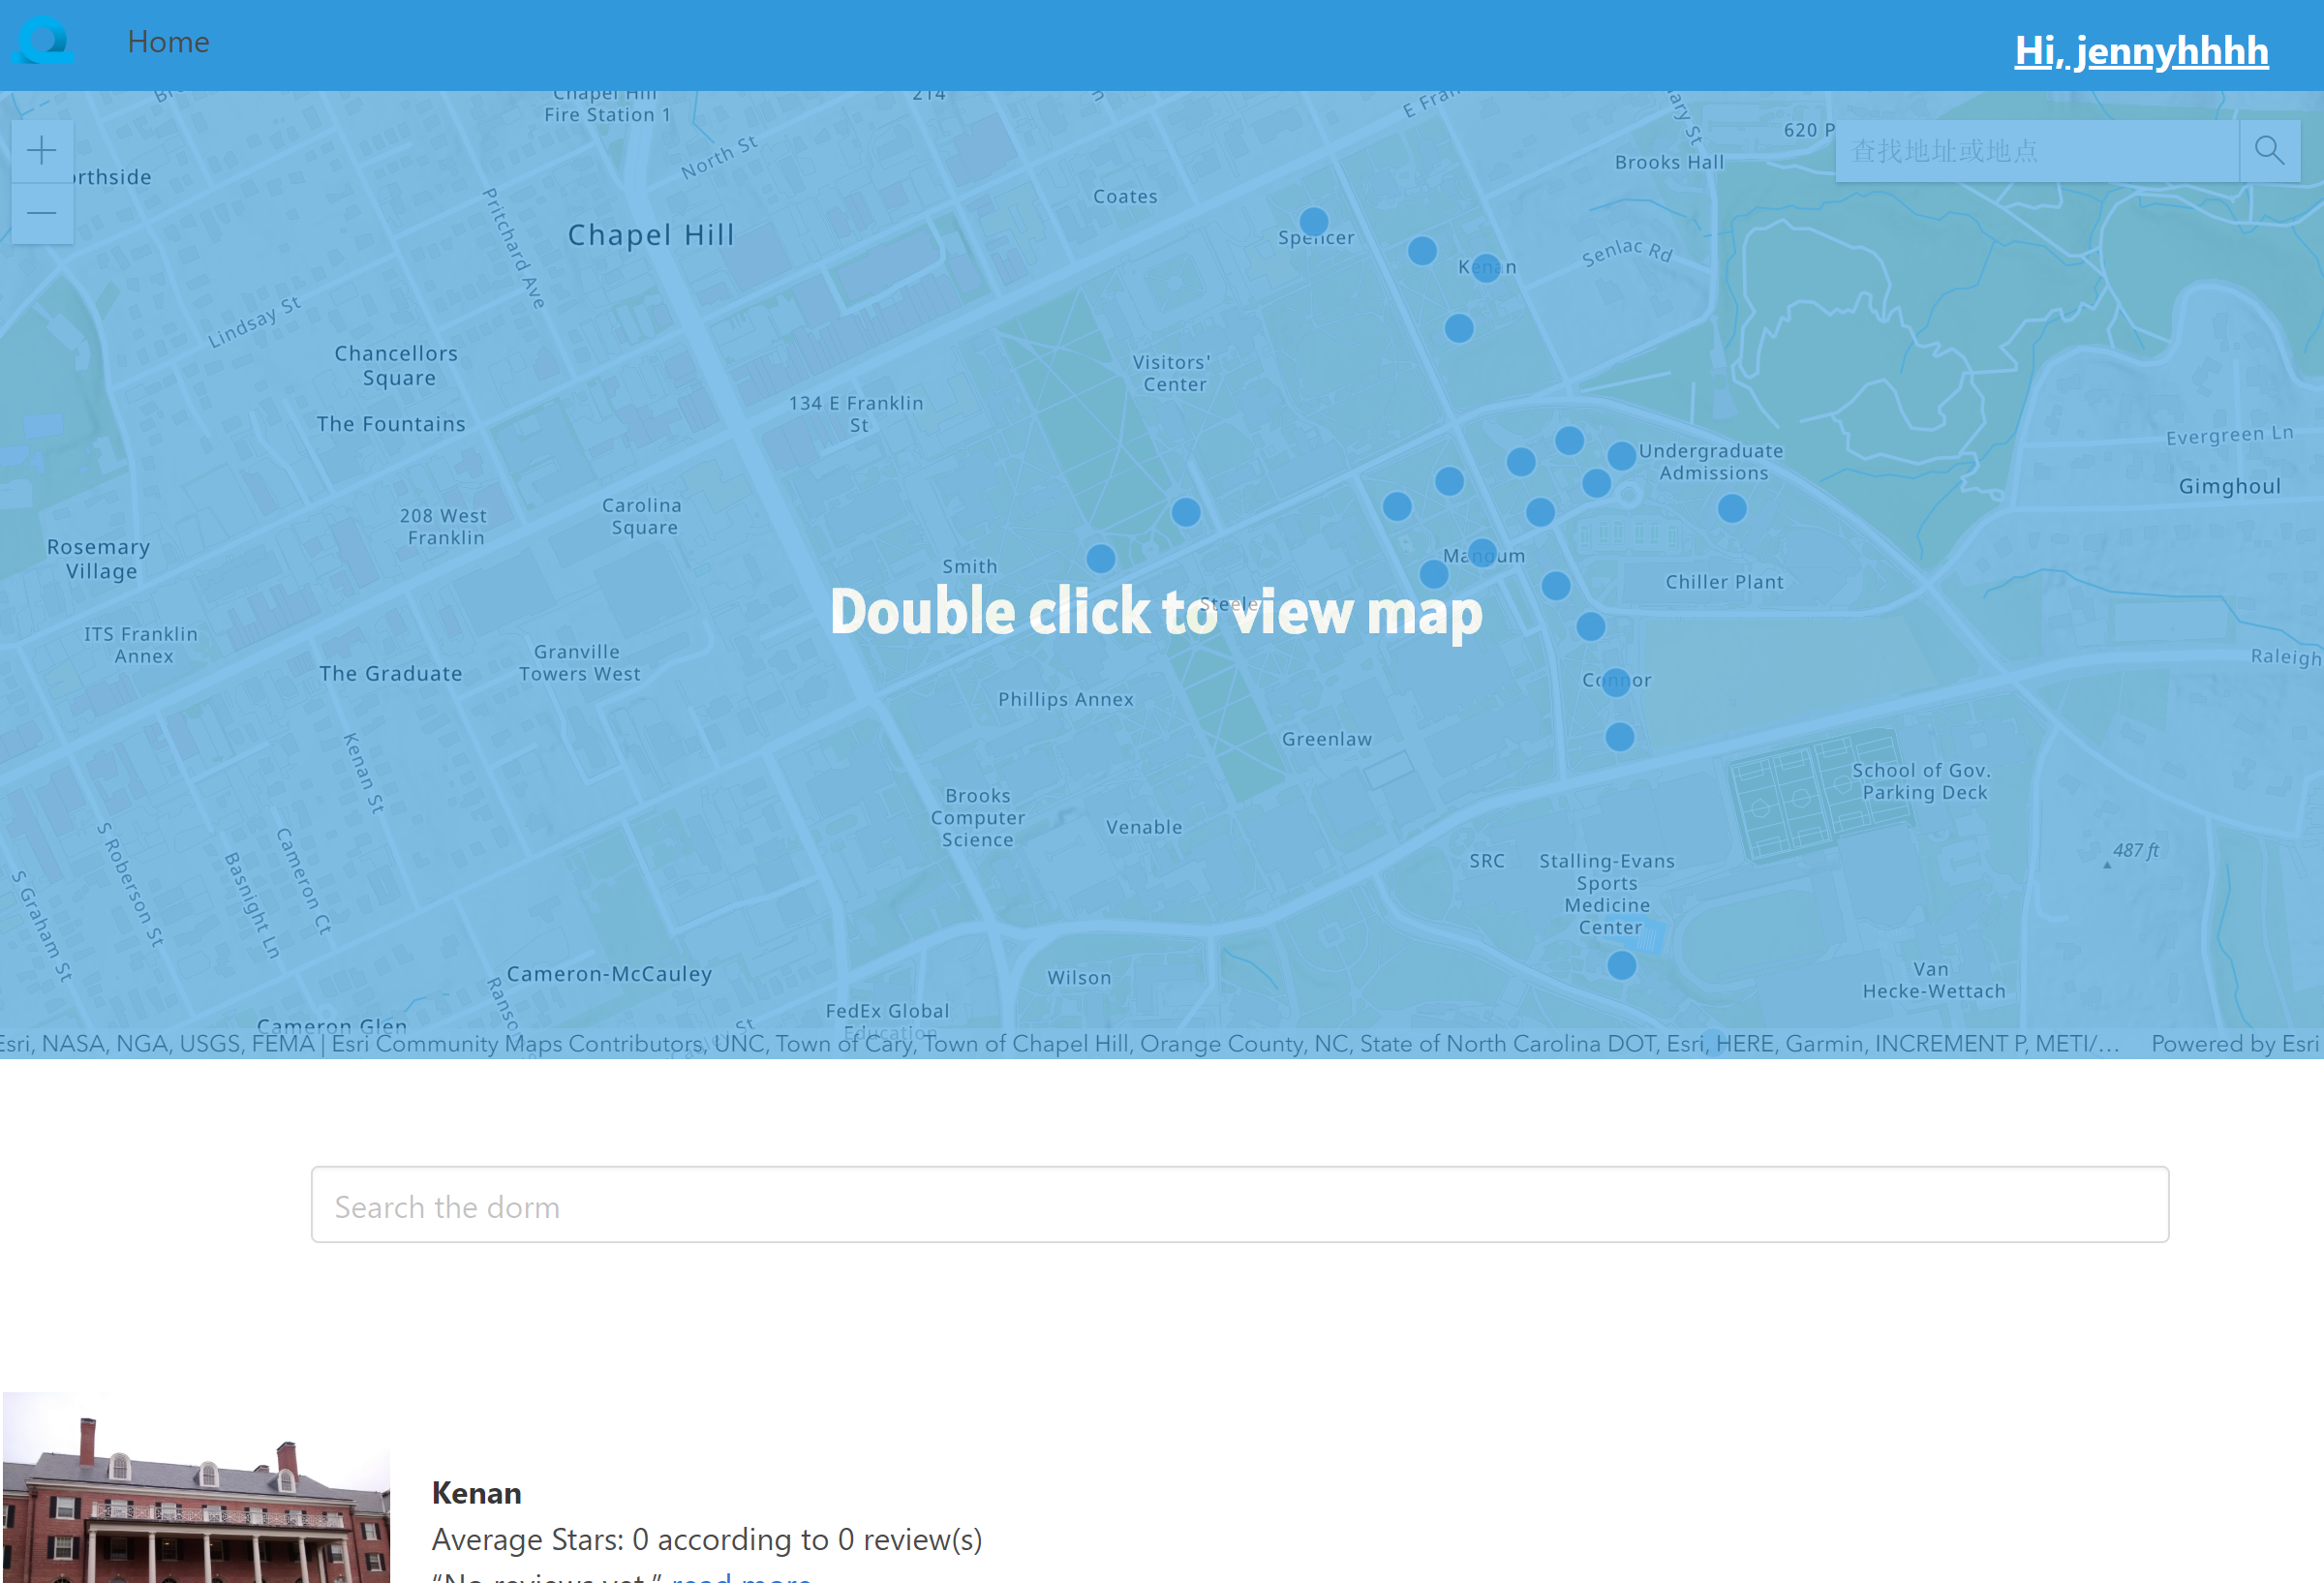 Home
Hi, jennyhhhh
Chapel Hill
Fire Station 1
214
E Fran
North St
620 P
查找地址或地点
Brooks Hall
rthside
Pritchard Ave
Coates
Chapel Hill
Spencer
Kenan
Senlac Rd
Lindsay St
Chancellors
Square
Visitors'
Center
134 E Franklin
St
The Fountains
Undergraduate
Admissions
Evergreen Ln
Gimghoul
208 West
Franklin
Carolina
Square
Rosemary
Village
Smith
Mangum
Chiller Plant
Double click to view map
Steele
ITS Franklin
Annex
The Graduate
Granville
Towers West
Raleigh
Connor
Phillips Annex
Greenlaw
Kenan St
School of Gov.
Parking Deck
Brooks
Computer
Science
Venable
S Roberson St
Cameron Ct
Basnight Ln
S Graham St
SRC
Stalling-Evans
Sports
Medicine
Center
487 ft
Cameron-McCauley
Wilson
Van
Hecke-Wettach
FedEx Global
Education
Cameron Glen
Esri, NASA, NGA, USGS, FEMA | Esri Community Maps Contributors, UNC, Town of Cary, Town of Chapel Hill, Orange County, NC, State of North Carolina DOT, Esri, HERE, Garmin, INCREMENT P, METI/...
Powered by Esri
Search the dorm
Kenan
Average Stars: 0 according to 0 review(s)
“No reviews yet.” read more